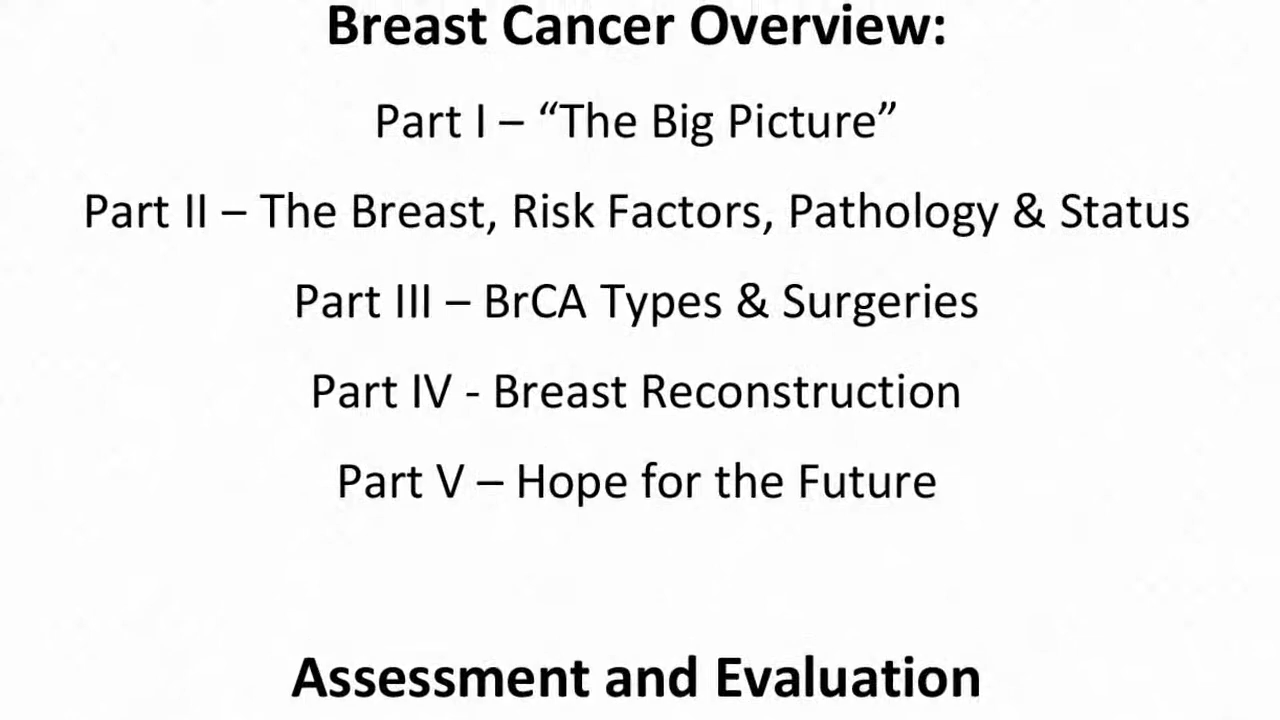 Breast Cancer Overview:
Part I – “The Big Picture”
Part II – The Breast, Risk Factors, Pathology & Status
Part III – BrCA Types & Surgeries
Part IV - Breast Reconstruction
Part V – Hope for the Future
Assessment and Evaluation